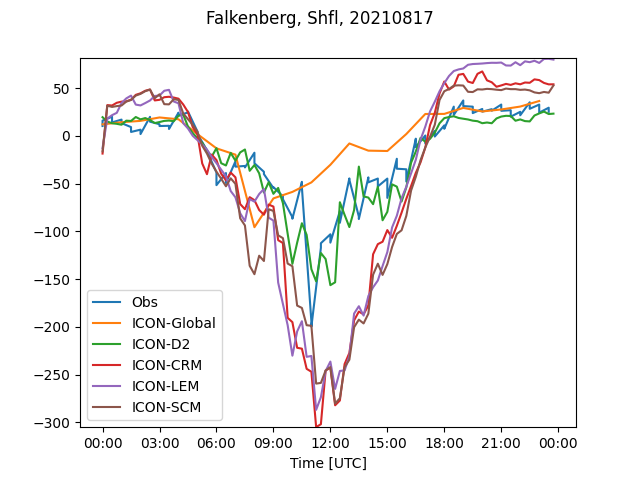 Falkenberg, Shfl, 20210817
50
0
−50
−100
−150
−200
−250
−300
Obs
ICON-Global
ICON-D2
ICON-CRM
ICON-LEM
ICON-SCM
00:00 03:00 06:00 09:00 12:00 15:00 18:00 21:00 00:00
Time [UTC]